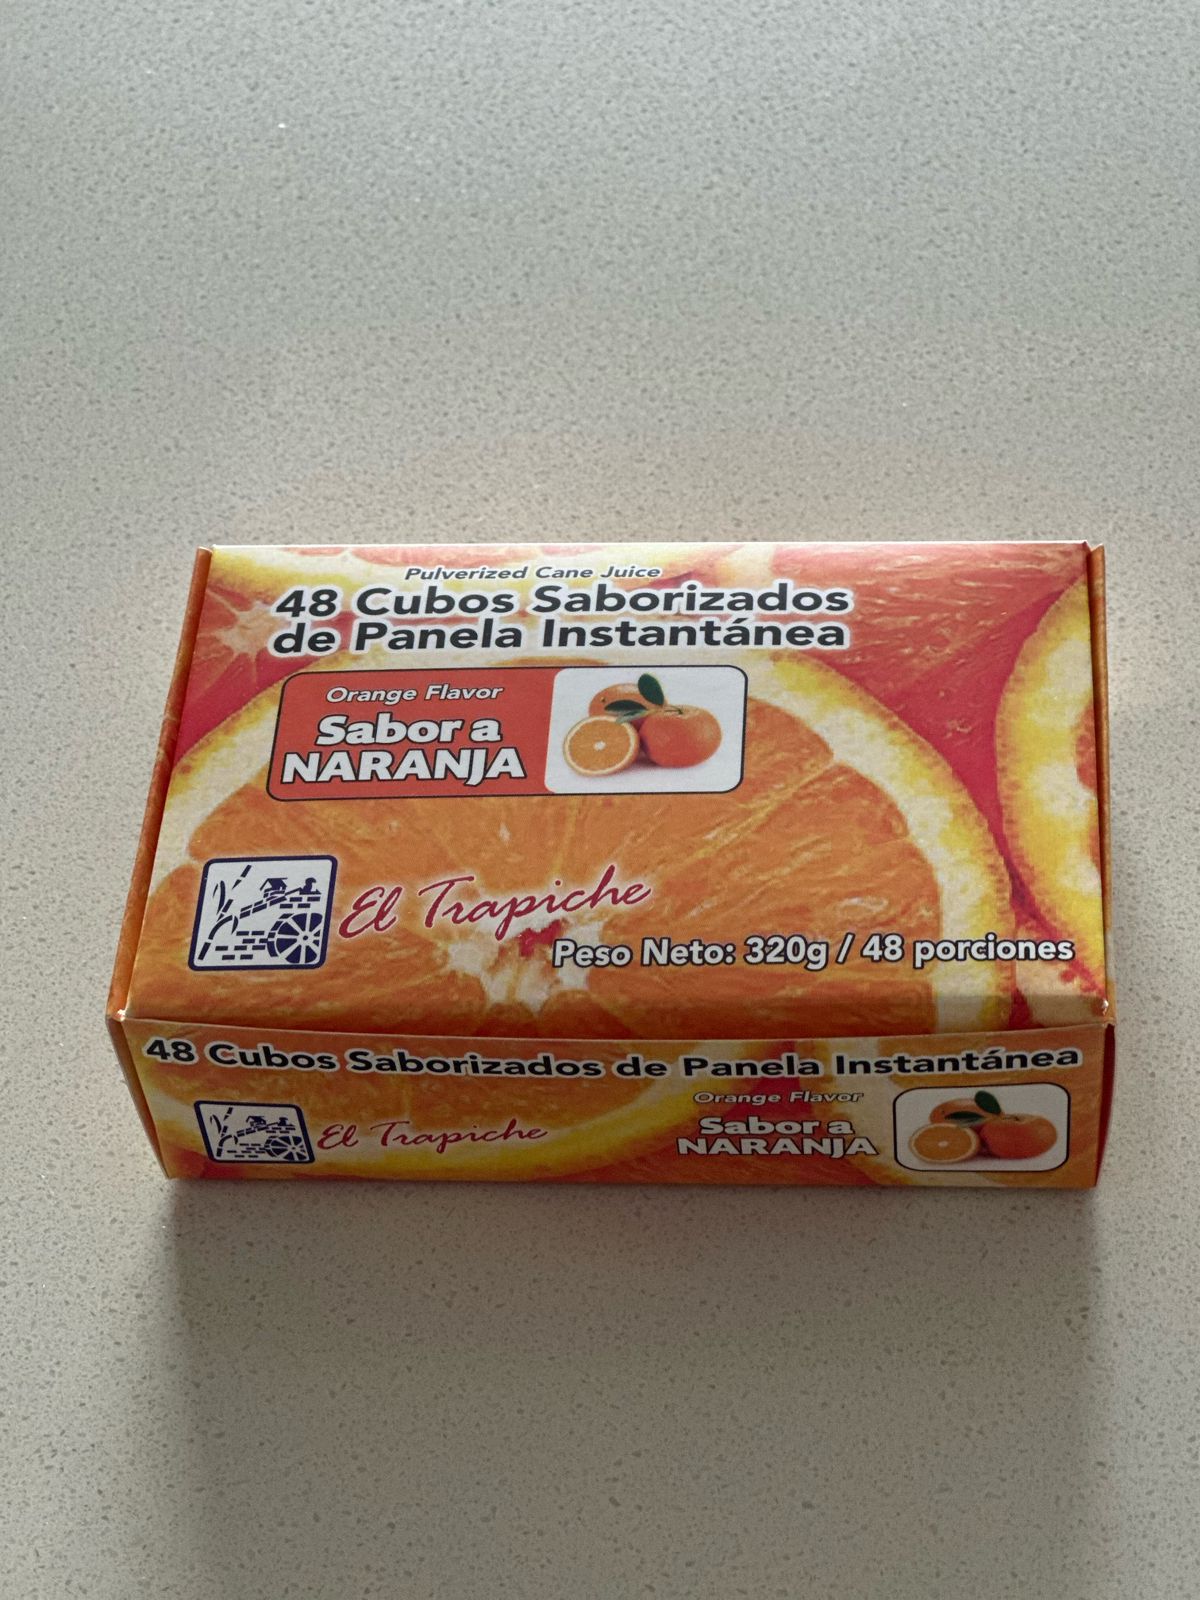 Pulverized Cane Juice
48 Cubos Saborizados
de Panela Instantánea
Orange Flavor
Sabor a
NARANJA
El Trapiche
Peso Neto: 320g / 48 porciones
48 Cubos Saborizados de Panela Instantánea
El Trapiche
Orange Flavor
Sabor a
NARANJA